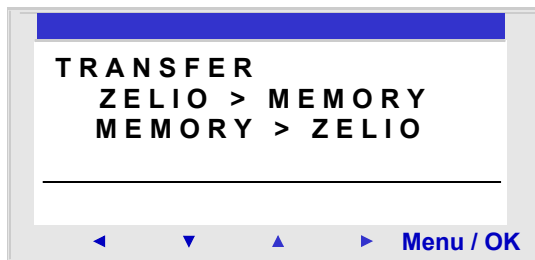 TRANSFER
ZELIO > MEMORY
MEMORY > ZELIO
Menu / OK